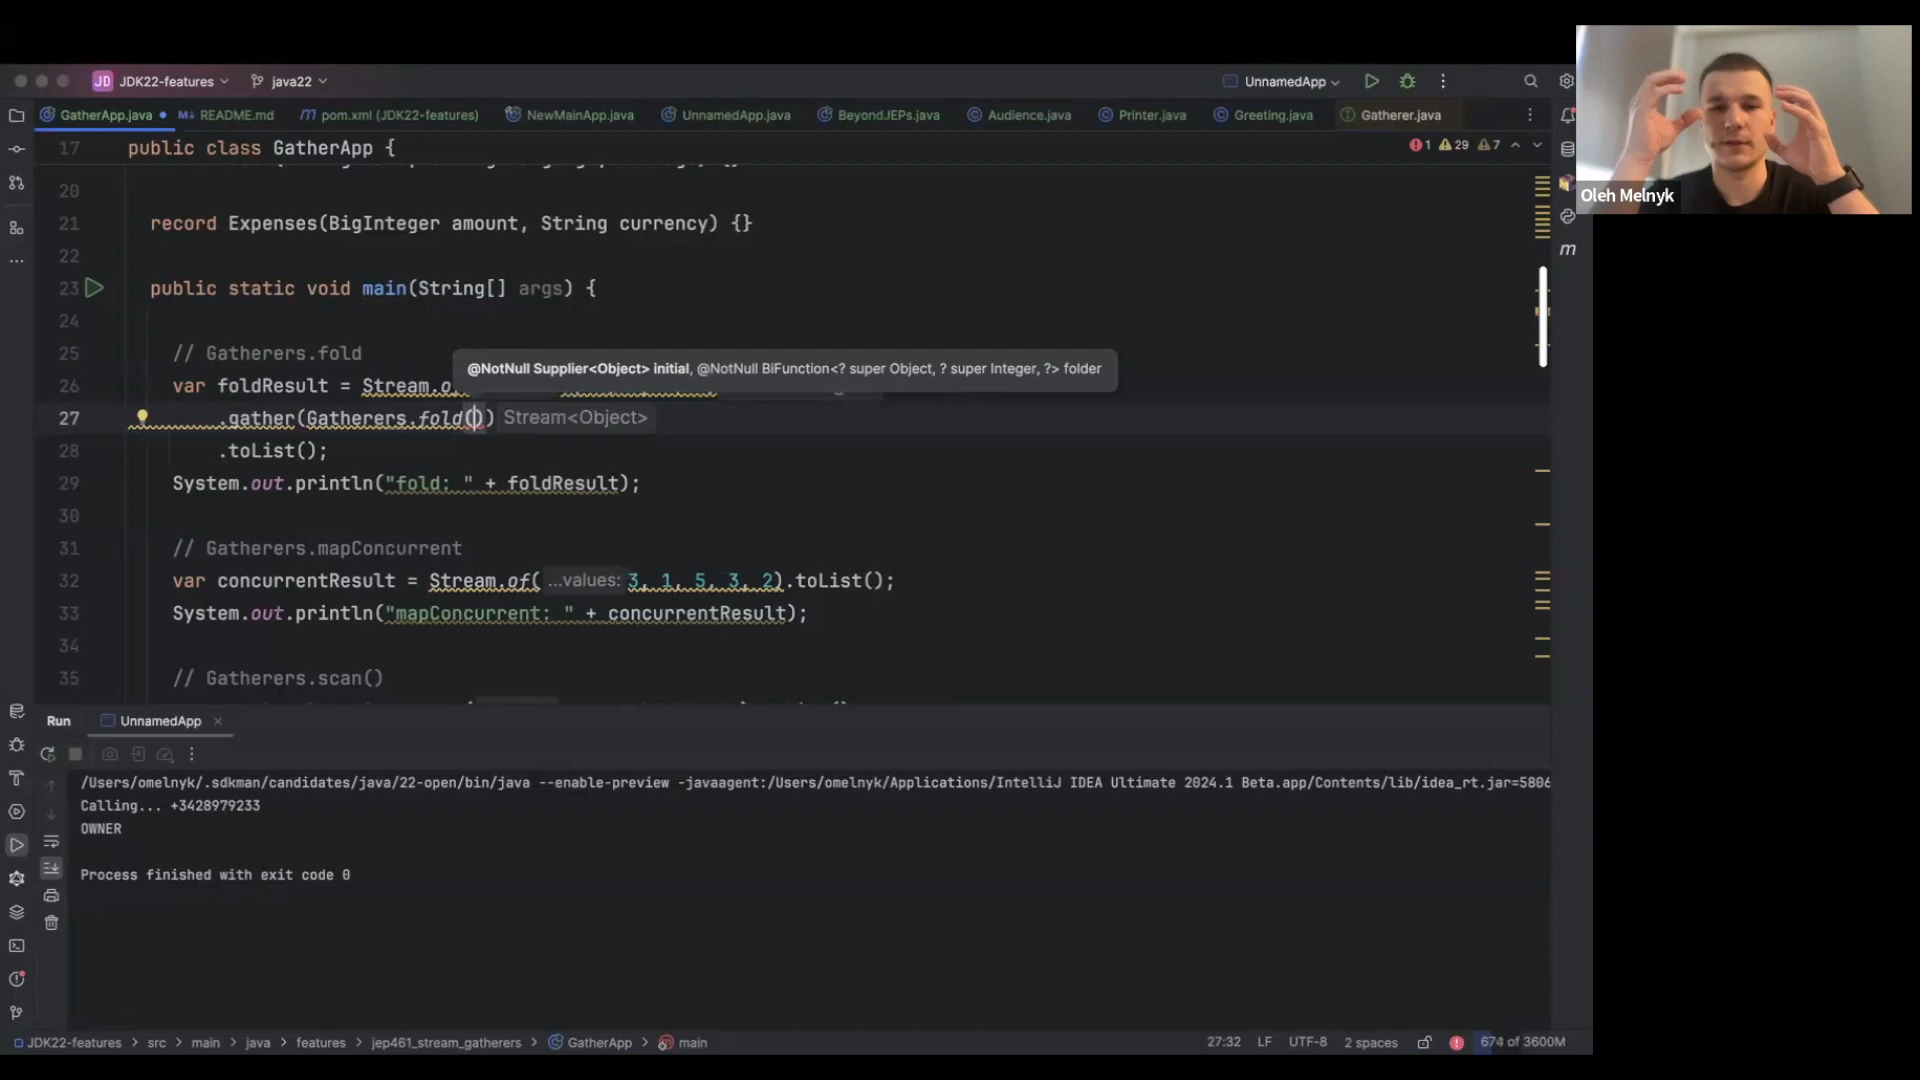 JD JDK22-features java22 UnnamedApp
GatherApp.java README.md pom.xml (JDK22-features) NewMainApp.java UnnamedApp.java BeyondJEPs.java Audience.java Printer.java Greeting.java Gatherer.java
17 public class GatherApp { 1 29 7
20
21 record Expenses(BigInteger amount, String currency) {}
22
23 public static void main(String[] args) {
24
25 // Gatherers.fold
@NotNull Supplier<Object> initial, @NotNull BiFunction<? super Object, ? super Integer, ?> folder
26 var foldResult = Stream.o
27 .gather(Gatherers.fold()) Stream<Object>
28 .toList();
29 System.out.println("fold: " + foldResult);
30
31 // Gatherers.mapConcurrent
32 var concurrentResult = Stream.of( ...values: 3, 1, 5, 3, 2).toList();
33 System.out.println("mapConcurrent: " + concurrentResult);
34
35 // Gatherers.scan()
Run UnnamedApp
/Users/omelnyk/.sdkman/candidates/java/22-open/bin/java --enable-preview -javaagent:/Users/omelnyk/Applications/IntelliJ IDEA Ultimate 2024.1 Beta.app/Contents/lib/idea_rt.jar=5806
Calling... +3428979233
OWNER
Process finished with exit code 0
JDK22-features > src > main > java > features > jep461_stream_gatherers > GatherApp > main 27:32 LF UTF-8 2 spaces 674 of 3600M
Oleh Melnyk
m